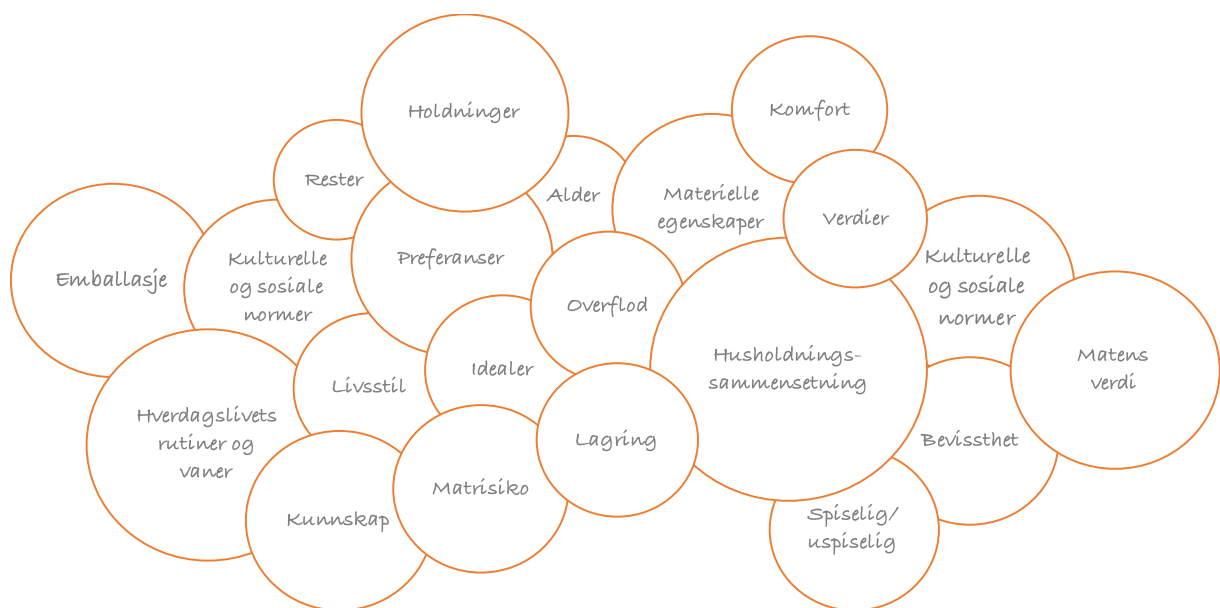 Holdninger
Komfort
Rester
Alder
Materielle
egenskaper
Verdier
Emballasje
Kulturelle
og sosiale
normer
Preferanser
Overflod
Kulturelle
og sosiale
normer
Husholdnings-
sammensetning
Matens
verdi
Livsstil
Idealer
Hverdagslivets
rutiner og
vaner
Lagring
Bevissthet
Kunnskap
Matrisiko
Spiselig/
uspiselig